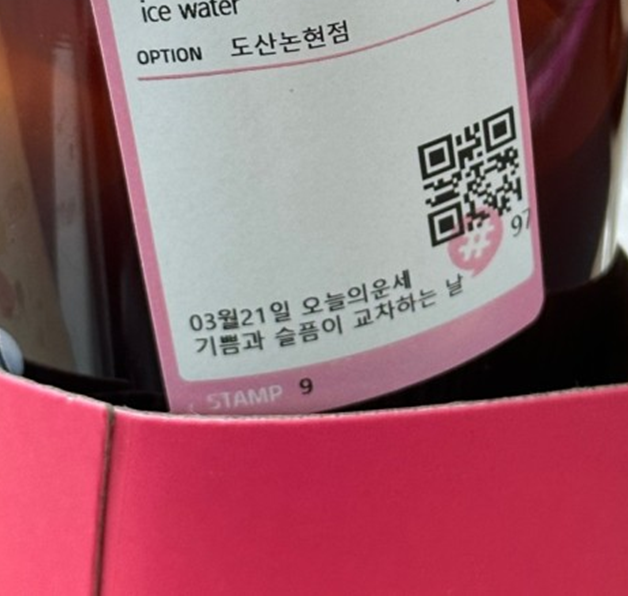 ice water
OPTION 도산논현점
#
97
03월21일 오늘의운세
기쁨과 슬픔이 교차하는 날
STAMP 9